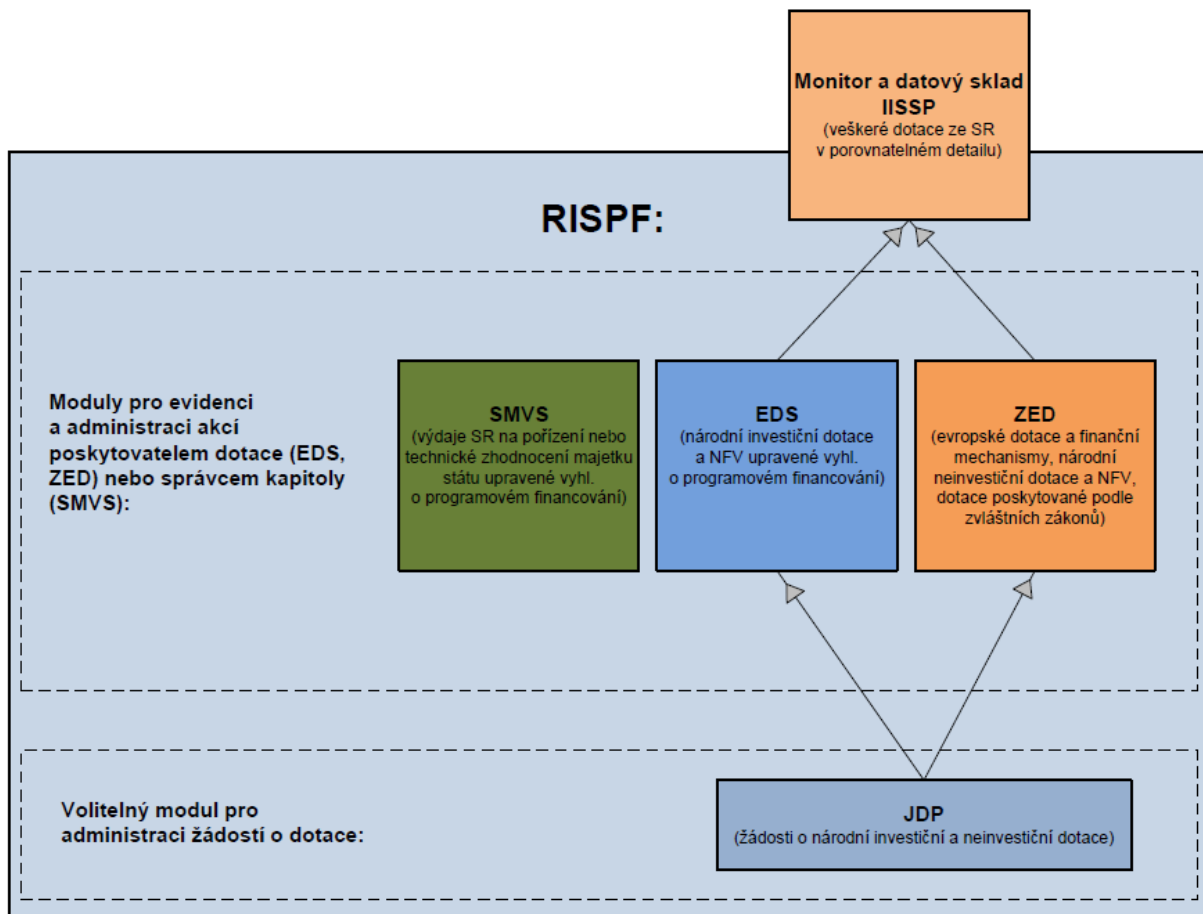 Monitor a datový sklad
IISSP
(veškeré dotace ze SR
v porovnatelném detailu)
RISPF:
Moduly pro evidenci
a administraci akcí
poskytovatelem dotace (EDS,
ZED) nebo správcem kapitoly
(SMVS):
SMVS
(výdaje SR na pořízení nebo
technické zhodnocení majetku
státu upravené vyhl.
o programovém financování)
EDS
(národní investiční dotace
a NFV upravené vyhl.
o programovém financování)
ZED
(evropské dotace a finanční
mechanismy, národní
neinvestiční dotace a NFV,
dotace poskytované podle
zvláštních zákonů)
Volitelný modul pro
administraci žádostí o dotace:
JDP
(žádosti o národní investiční a neinvestiční dotace)